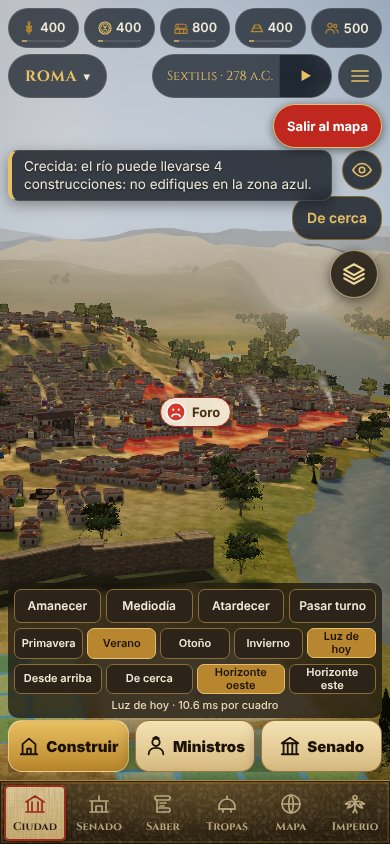 400
400
800
400
500
ROMA ▾
Sextilis · 278 a.C.
Salir al mapa
Crecida: el río puede llevarse 4
construcciones: no edifiques en la zona azul.
De cerca
Foro
Amanecer
Mediodía
Atardecer
Pasar turno
Primavera
Verano
Otoño
Invierno
Luz de
hoy
Desde arriba
De cerca
Horizonte
oeste
Horizonte
este
Luz de hoy · 10.6 ms por cuadro
Construir
Ministros
Senado
Ciudad
Senado
Saber
Tropas
Mapa
Imperio